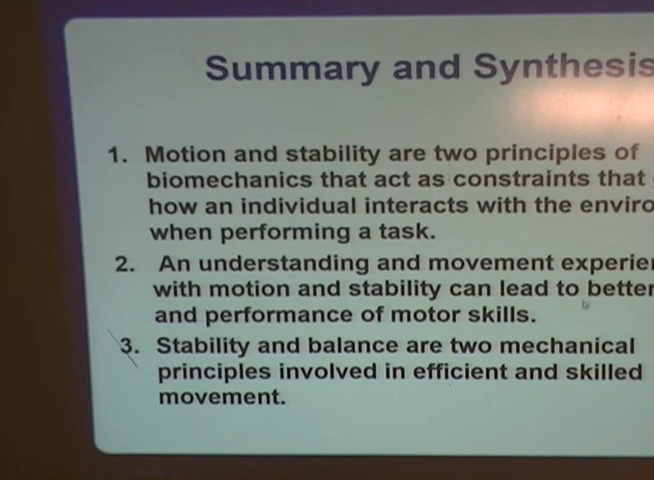 Summary and Synthesis
1. Motion and stability are two principles of
biomechanics that act as constraints that
how an individual interacts with the enviro
when performing a task.
2. An understanding and movement experie
with motion and stability can lead to better
and performance of motor skills.
3. Stability and balance are two mechanical
principles involved in efficient and skilled
movement.